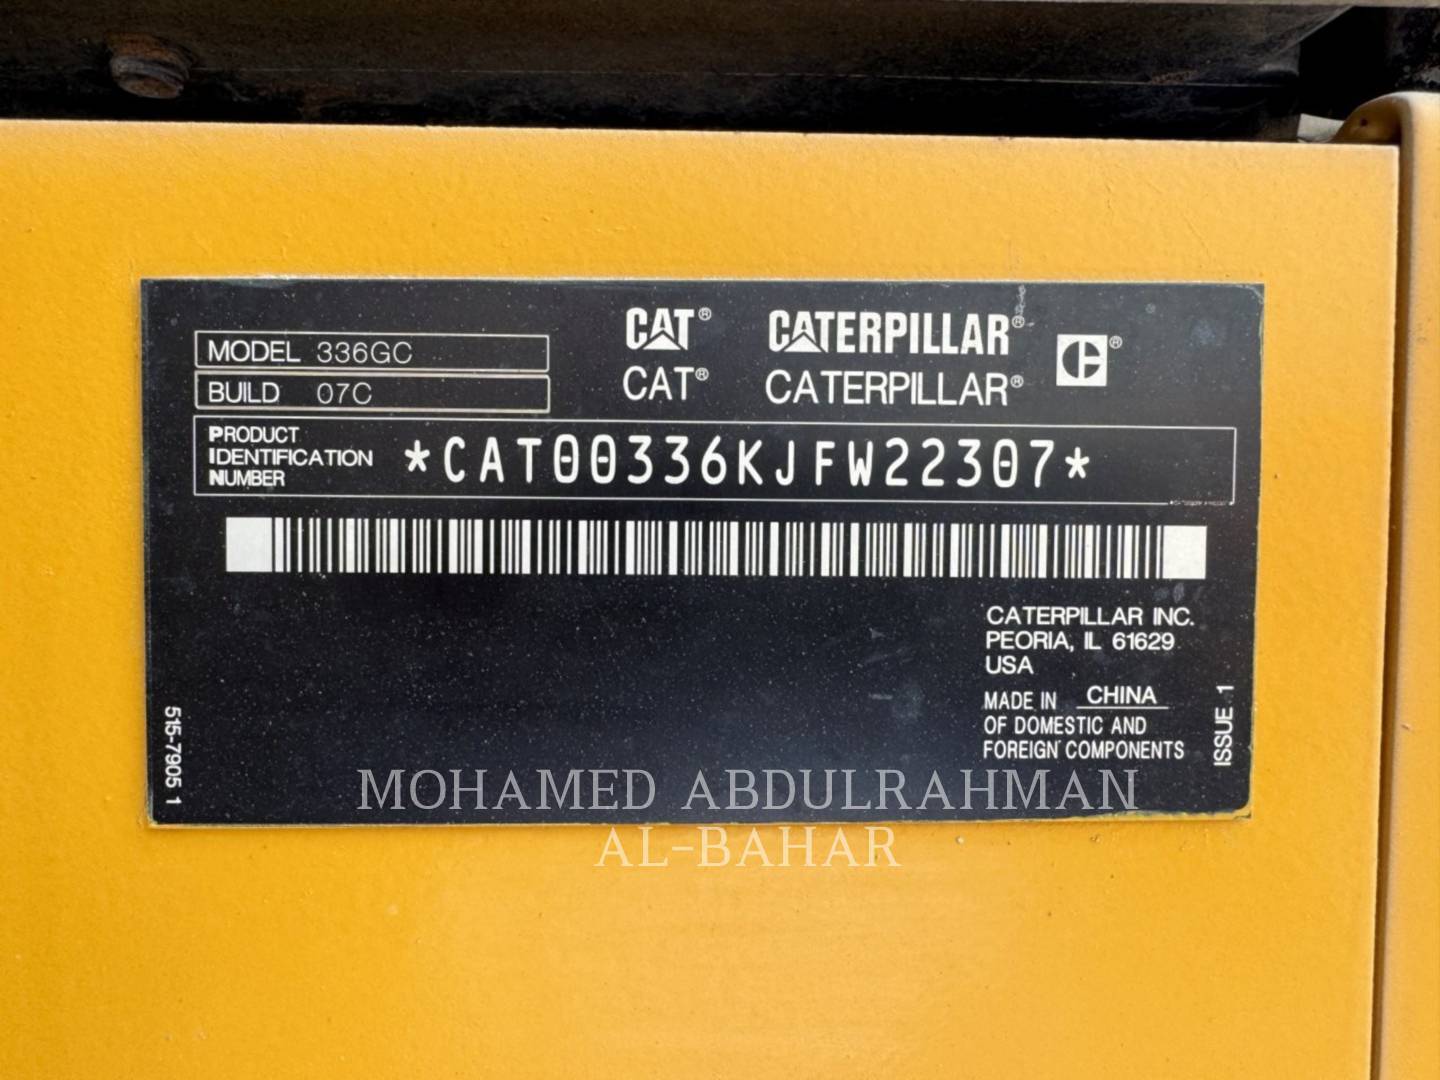 MODEL 336GC
BUILD 07C
CAT® CATERPILLAR®
CAT® CATERPILLAR®
PRODUCT
IDENTIFICATION
NUMBER
*CAT00336KJFW22307*
CATERPILLAR INC.
PEORIA, IL 61629
USA
MADE IN CHINA
OF DOMESTIC AND
FOREIGN COMPONENTS
ISSUE 1
515-7905 1
MOHAMED ABDULRAHMAN
AL-BAHAR